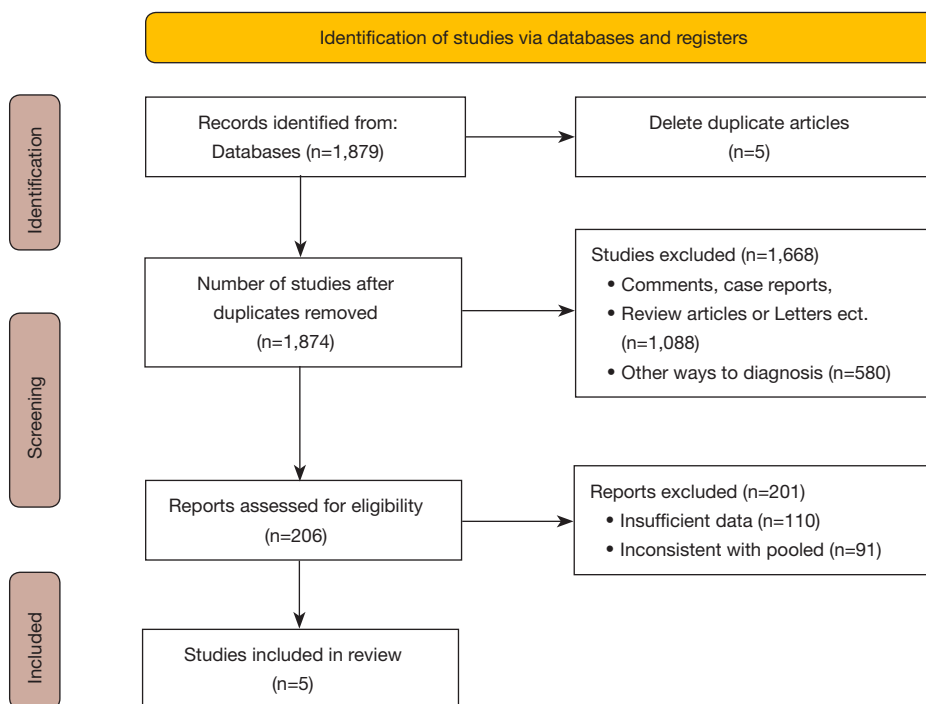 Identification of studies via databases and registers
Identification
Records identified from:
Databases (n=1,879)
Delete duplicate articles
(n=5)
Screening
Number of studies after
duplicates removed
(n=1,874)
Studies excluded (n=1,668)
• Comments, case reports,
• Review articles or Letters ect.
(n=1,088)
• Other ways to diagnosis (n=580)
Reports assessed for eligibility
(n=206)
Reports excluded (n=201)
• Insufficient data (n=110)
• Inconsistent with pooled (n=91)
Included
Studies included in review
(n=5)